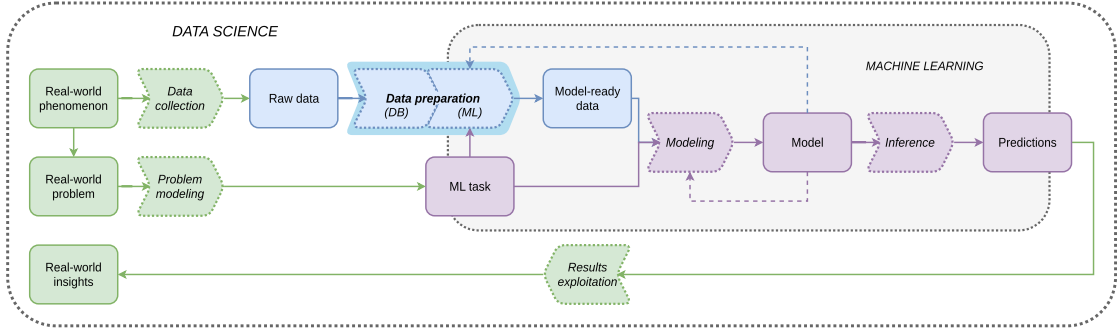 DATA SCIENCE
MACHINE LEARNING
Real-world
phenomenon
Data
collection
Raw data
Data preparation
(DB) (ML)
Model-ready
data
Modeling
Model
Inference
Predictions
Real-world
problem
Problem
modeling
ML task
Real-world
insights
Results
exploitation